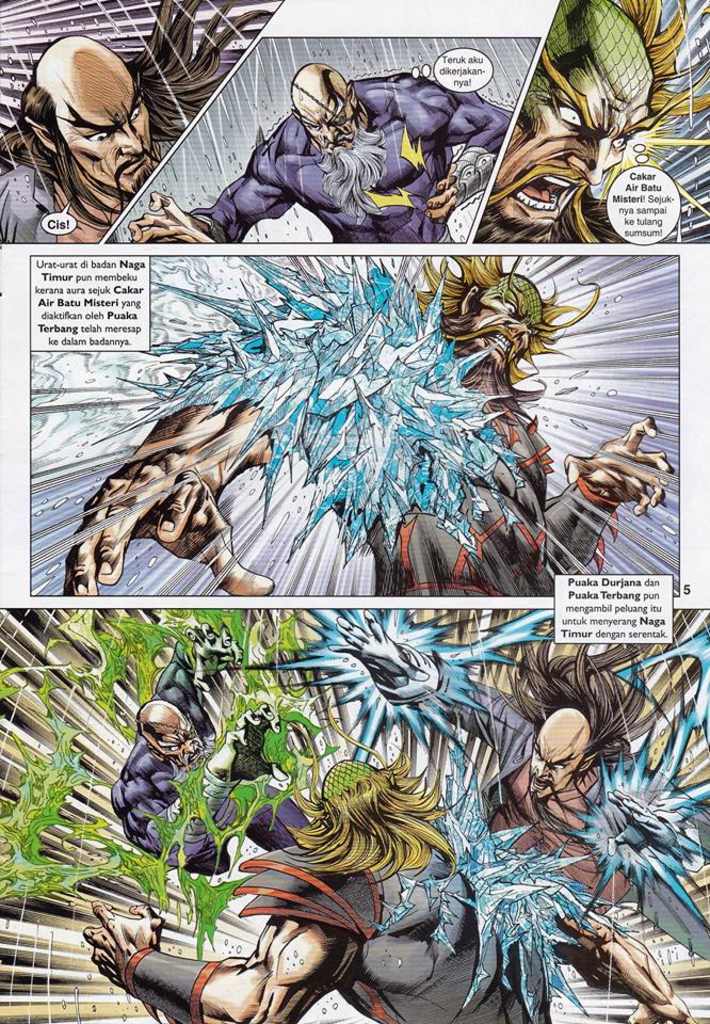 Cis!
Teruk aku
dikerjakan-
nya!
Cakar
Air Batu
Misteri! Sejuk-
nya sampai
ke tulang
sumsum!
Urat-urat di badan Naga
Timur pun membeku
kerana aura sejuk Cakar
Air Batu Misteri yang
diaktifkan oleh Puaka
Terbang telah meresap
ke dalam badannya.
5
Puaka Durjana dan
Puaka Terbang pun
mengambil peluang itu
untuk menyerang Naga
Timur dengan serentak.